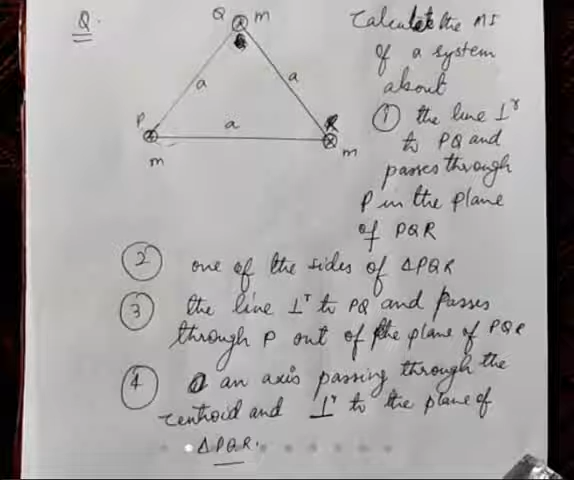 Q.
Q m
a a
P a R
m m
Calculate the MI
of a system
about
① the line ⊥r
to PQ and
passes through
P in the plane
of PQR
② one of the sides of △PQR
③ the line ⊥r to PQ and passes
through P out of the plane of PQR
④ an axis passing through the
centroid and ⊥r to the plane of
△PQR.